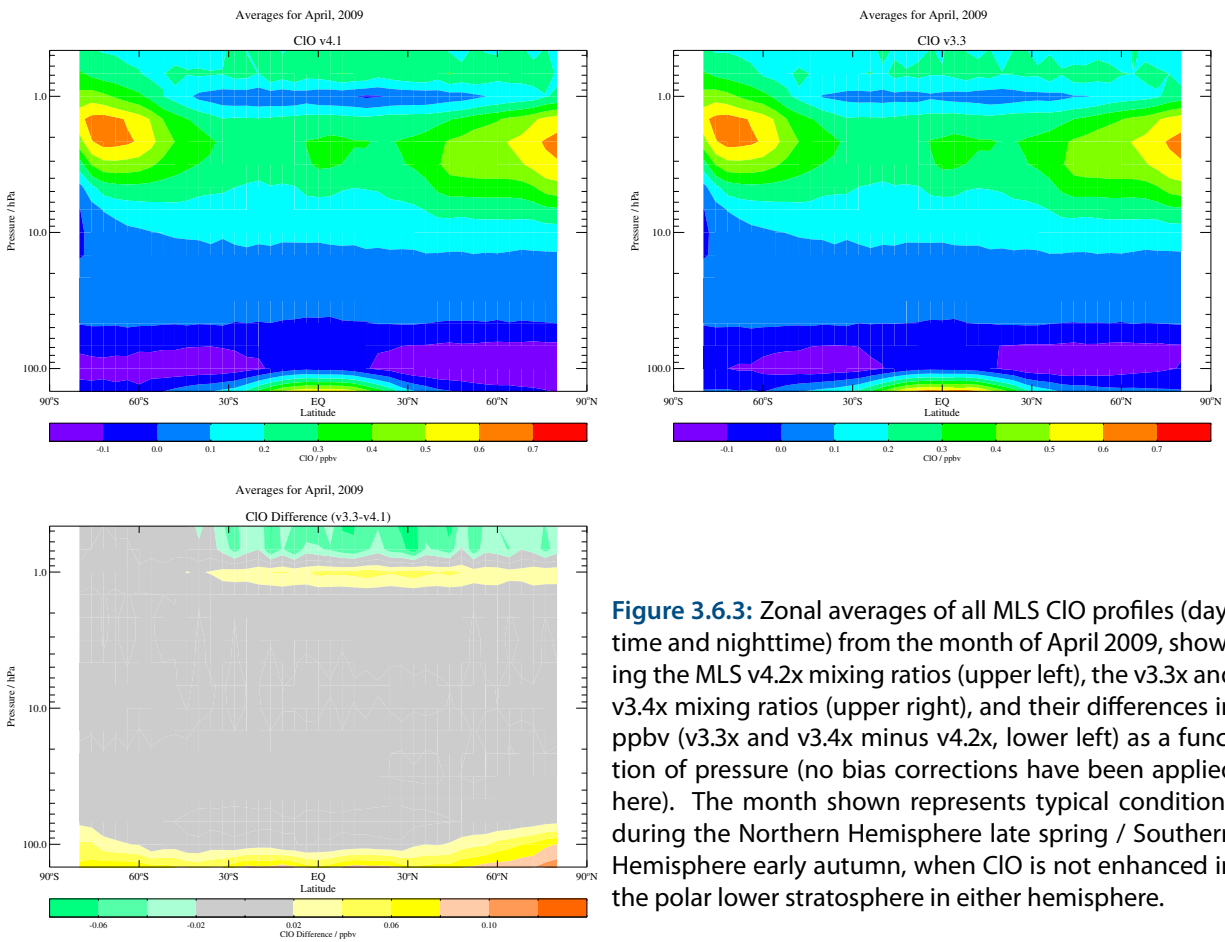 Averages for April, 2009
ClO v4.1
Pressure / hPa
1.0
10.0
100.0
90°S
60°S
30°S
EQ
30°N
60°N
90°N
Latitude
-0.1
0.0
0.1
0.2
0.3
0.4
0.5
0.6
0.7
ClO / ppbv
Averages for April, 2009
ClO v3.3
Pressure / hPa
1.0
10.0
100.0
90°S
60°S
30°S
EQ
30°N
60°N
90°N
Latitude
-0.1
0.0
0.1
0.2
0.3
0.4
0.5
0.6
0.7
ClO / ppbv
Averages for April, 2009
ClO Difference (v3.3-v4.1)
Pressure / hPa
1.0
10.0
100.0
90°S
60°S
30°S
EQ
30°N
60°N
90°N
Latitude
-0.06
-0.02
0.02
0.06
0.10
ClO Difference / ppbv
Figure 3.6.3: Zonal averages of all MLS ClO profiles (day
time and nighttime) from the month of April 2009, show
ing the MLS v4.2x mixing ratios (upper left), the v3.3x and
v3.4x mixing ratios (upper right), and their differences in
ppbv (v3.3x and v3.4x minus v4.2x, lower left) as a func
tion of pressure (no bias corrections have been applied
here). The month shown represents typical condition
during the Northern Hemisphere late spring / Southern
Hemisphere early autumn, when ClO is not enhanced in
the polar lower stratosphere in either hemisphere.